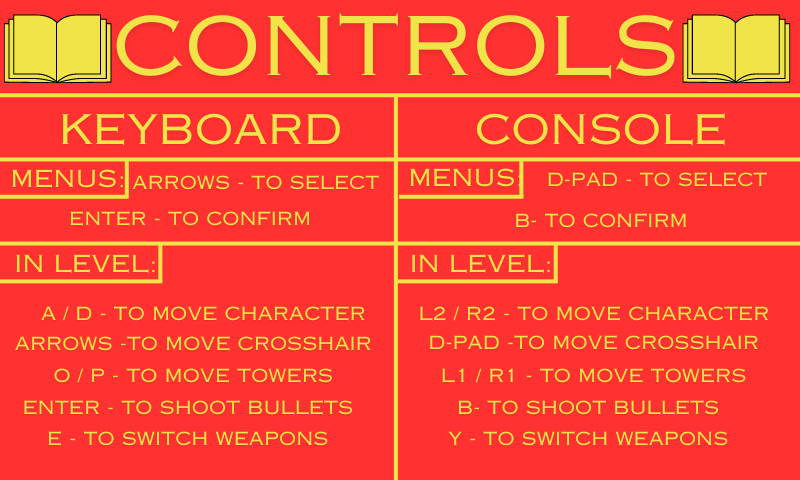 CONTROLS
KEYBOARD
MENUS:
ARROWS - TO SELECT
ENTER - TO CONFIRM
IN LEVEL:
A / D - TO MOVE CHARACTER
ARROWS -TO MOVE CROSSHAIR
O / P - TO MOVE TOWERS
ENTER - TO SHOOT BULLETS
E - TO SWITCH WEAPONS
CONSOLE
MENUS:
D-PAD - TO SELECT
B- TO CONFIRM
IN LEVEL:
L2 / R2 - TO MOVE CHARACTER
D-PAD -TO MOVE CROSSHAIR
L1 / R1 - TO MOVE TOWERS
B- TO SHOOT BULLETS
Y - TO SWITCH WEAPONS